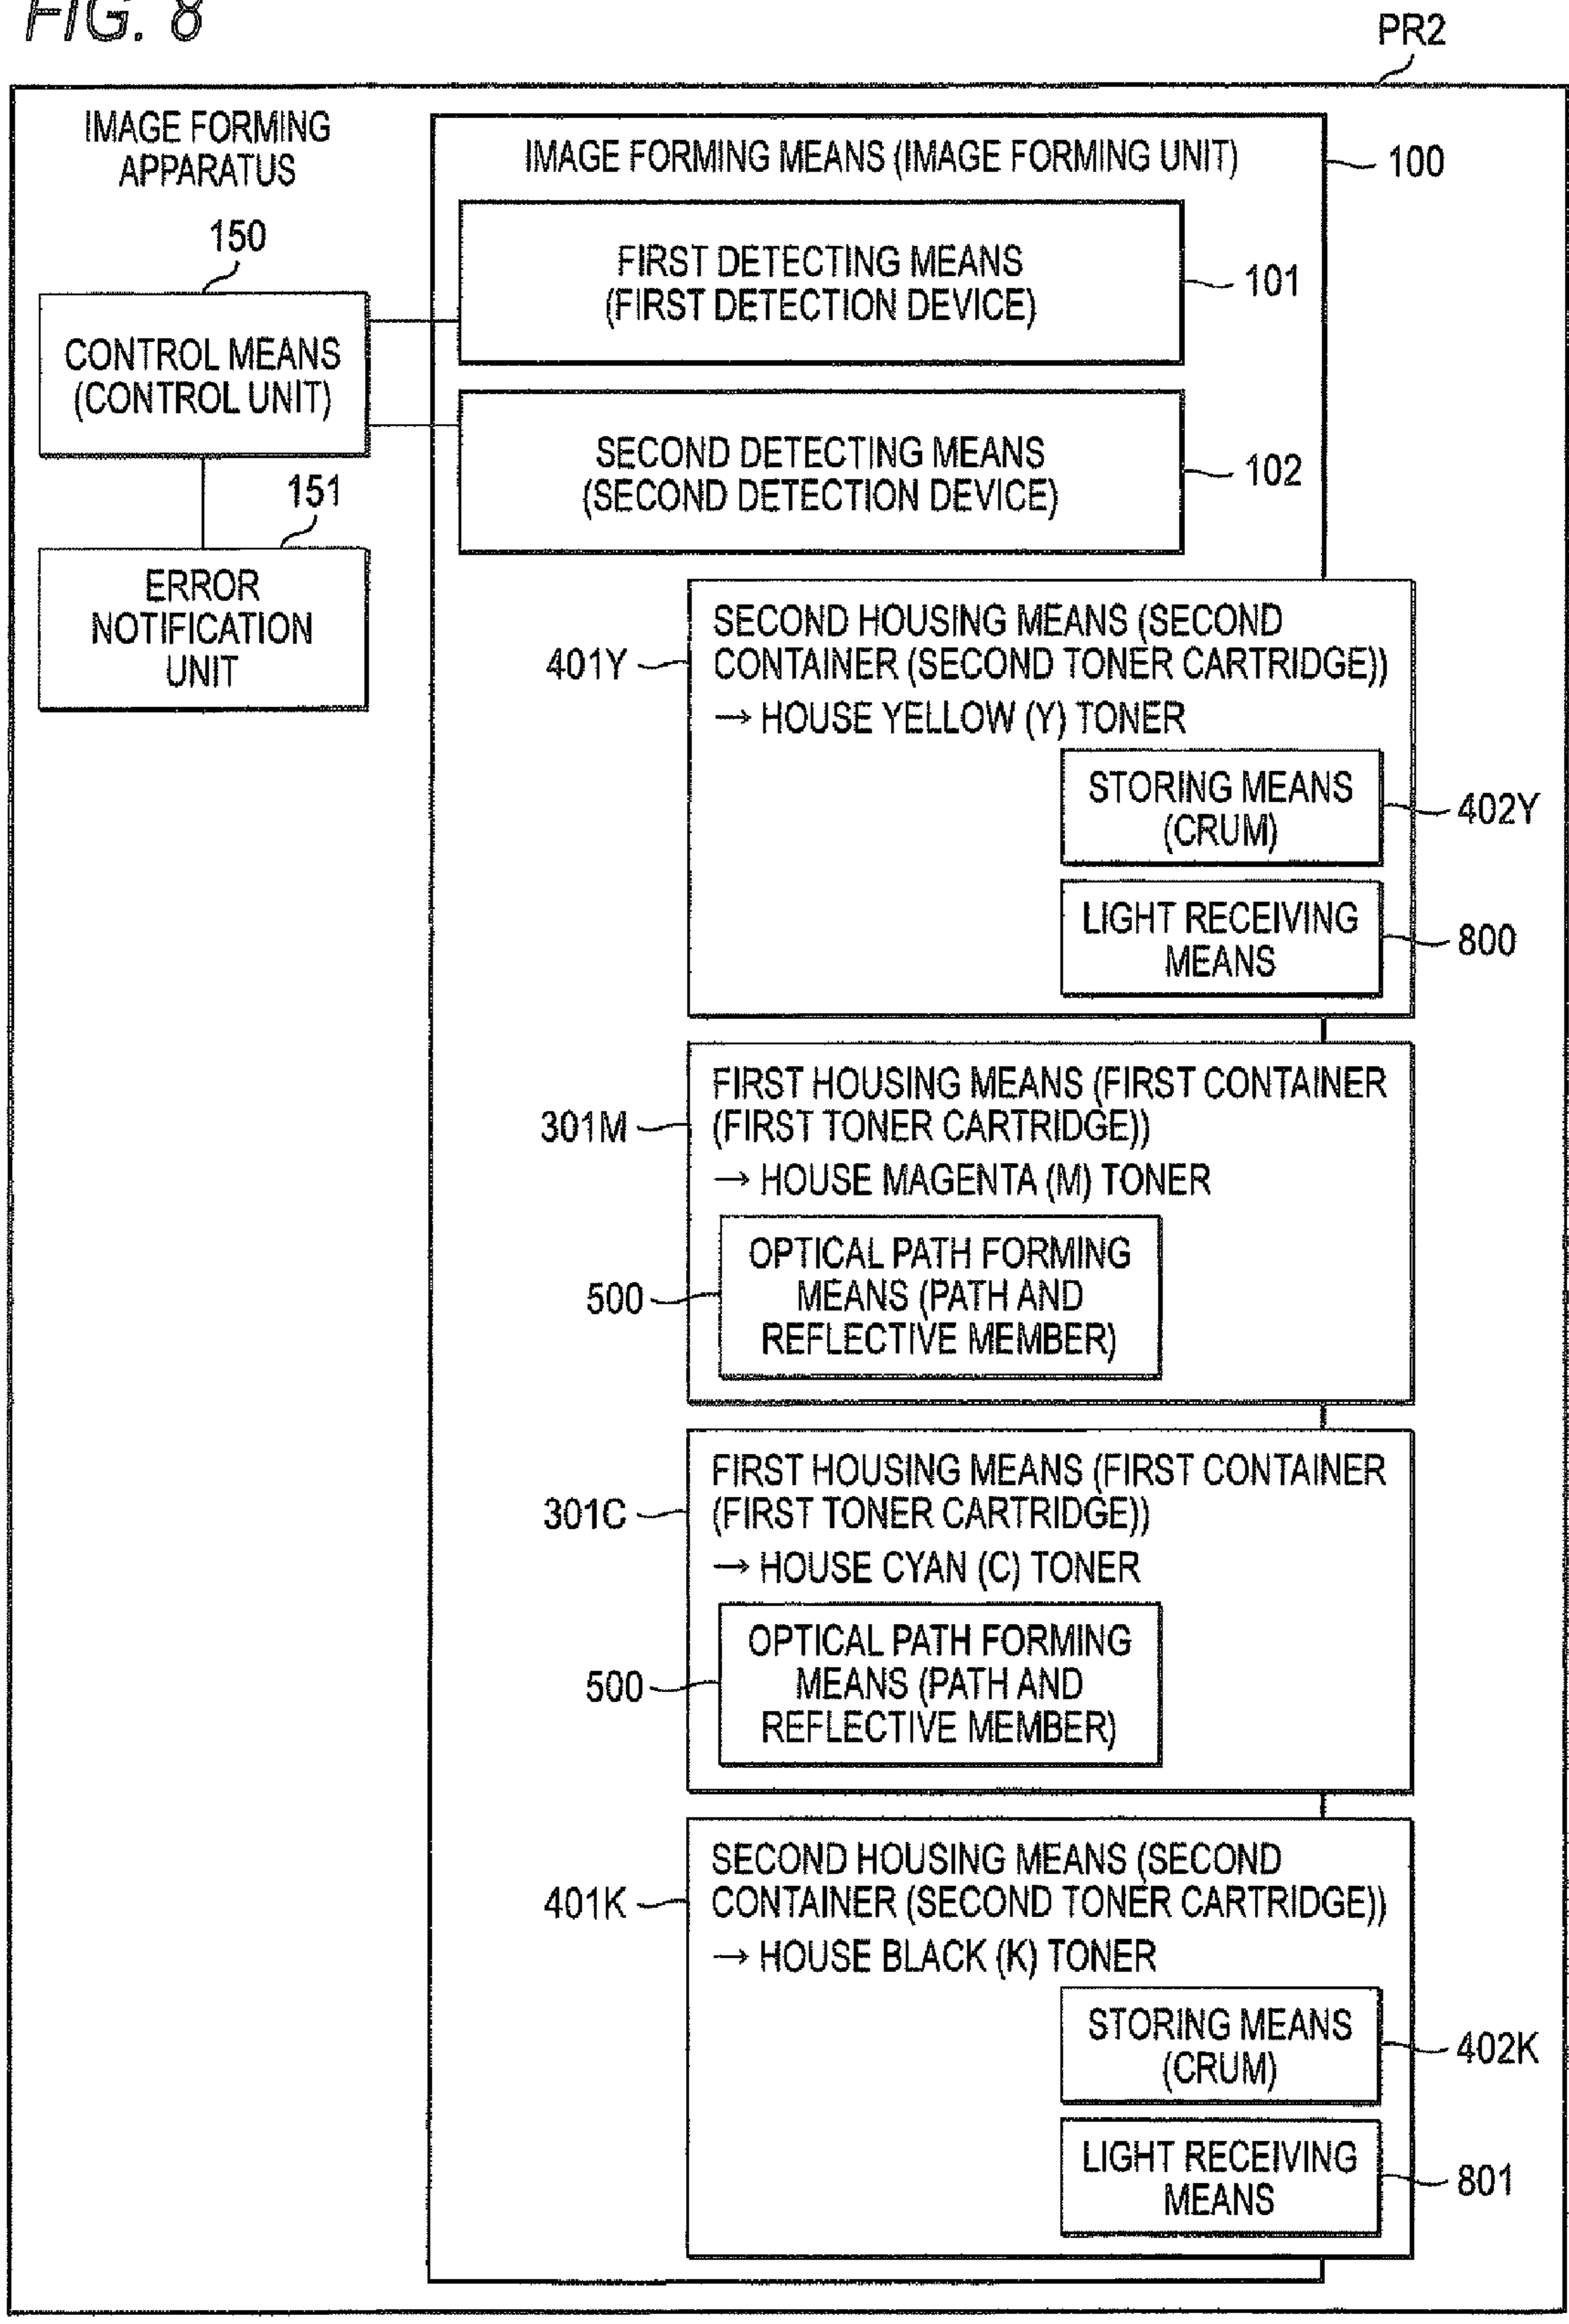 FIG. 8
PR2
IMAGE FORMING
APPARATUS
IMAGE FORMING MEANS (IMAGE FORMING UNIT)
100
150
CONTROL MEANS
(CONTROL UNIT)
FIRST DETECTING MEANS
(FIRST DETECTION DEVICE)
101
SECOND DETECTING MEANS
(SECOND DETECTION DEVICE)
102
151
ERROR
NOTIFICATION
UNIT
401Y
SECOND HOUSING MEANS (SECOND
CONTAINER (SECOND TONER CARTRIDGE))
→ HOUSE YELLOW (Y) TONER
STORING MEANS
(CRUM)
402Y
LIGHT RECEIVING
MEANS
800
301M
FIRST HOUSING MEANS (FIRST CONTAINER
(FIRST TONER CARTRIDGE))
→ HOUSE MAGENTA (M) TONER
500
OPTICAL PATH FORMING
MEANS (PATH AND
REFLECTIVE MEMBER)
301C
FIRST HOUSING MEANS (FIRST CONTAINER
(FIRST TONER CARTRIDGE))
→ HOUSE CYAN (C) TONER
500
OPTICAL PATH FORMING
MEANS (PATH AND
REFLECTIVE MEMBER)
401K
SECOND HOUSING MEANS (SECOND
CONTAINER (SECOND TONER CARTRIDGE))
→ HOUSE BLACK (K) TONER
STORING MEANS
(CRUM)
402K
LIGHT RECEIVING
MEANS
801